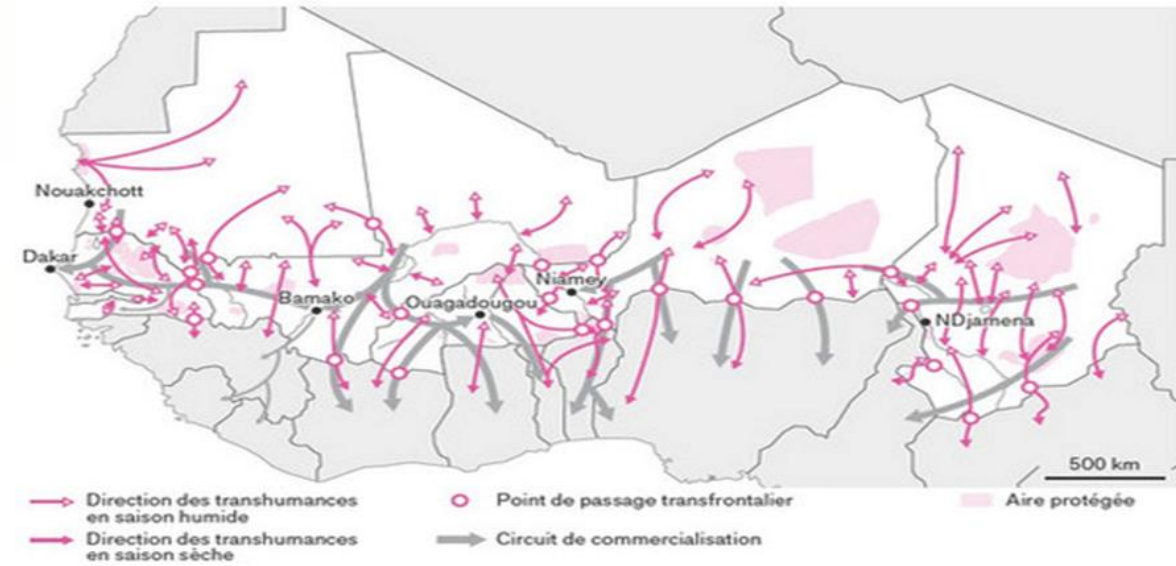 Nouakchott
Dakar
Bamako
Ouagadougou
Niamey
NDjamena
500 km
Direction des transhumances
en saison humide
Direction des transhumances
en saison sèche
Point de passage transfrontalier
Circuit de commercialisation
Aire protégée